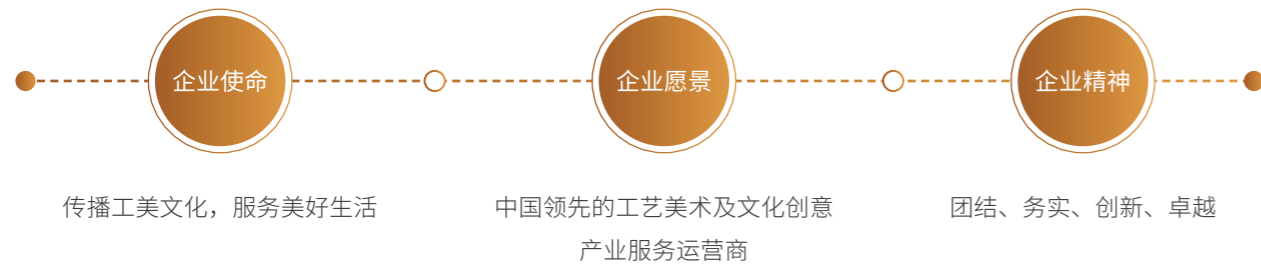 企业使命
企业愿景
企业精神
传播工美文化，服务美好生活
中国领先的工艺美术及文化创意
产业服务运营商
团结、务实、创新、卓越